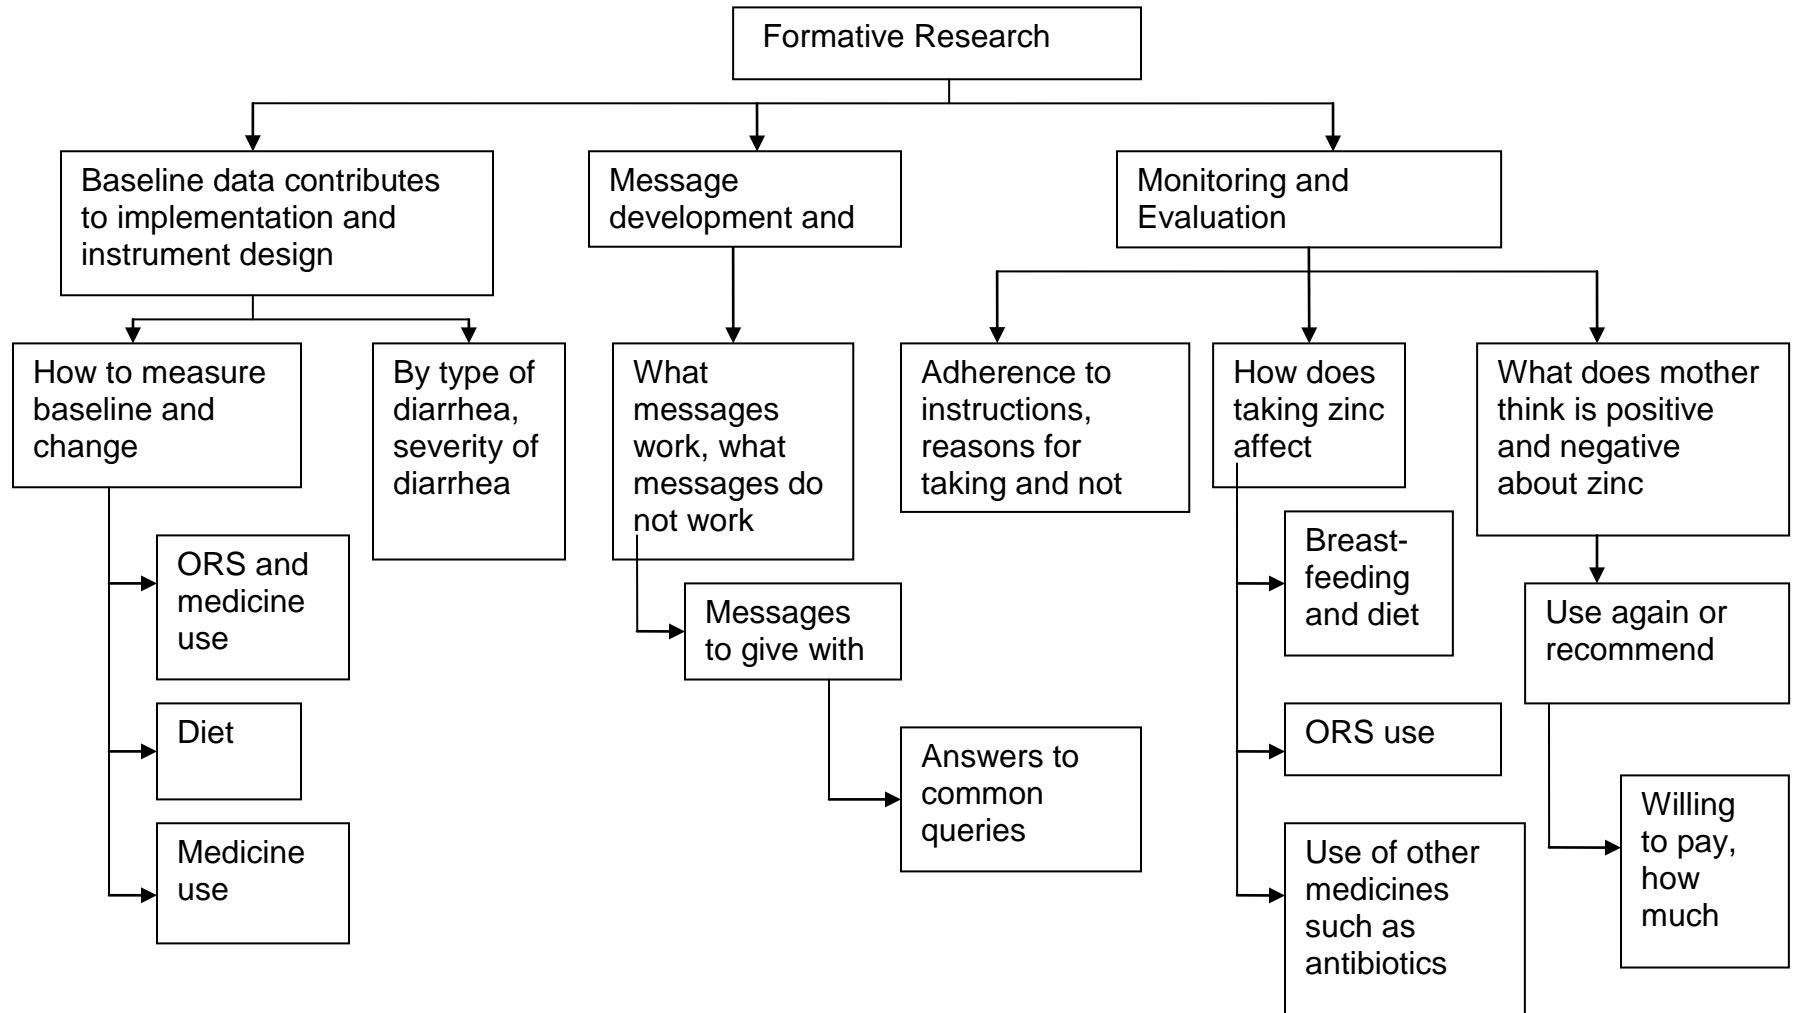 Formative Research
Baseline data contributes
to implementation and
instrument design
Message
development and
Monitoring and
Evaluation
How to measure
baseline and
change
By type of
diarrhea,
severity of
diarrhea
What
messages
work, what
messages do
not work
Adherence to
instructions,
reasons for
taking and not
How does
taking zinc
affect
What does mother
think is positive
and negative
about zinc
ORS and
medicine
use
Diet
Medicine
use
Messages
to give with
Answers to
common
queries
Breast-
feeding
and diet
ORS use
Use of other
medicines
such as
antibiotics
Use again or
recommend
Willing
to pay,
how
much